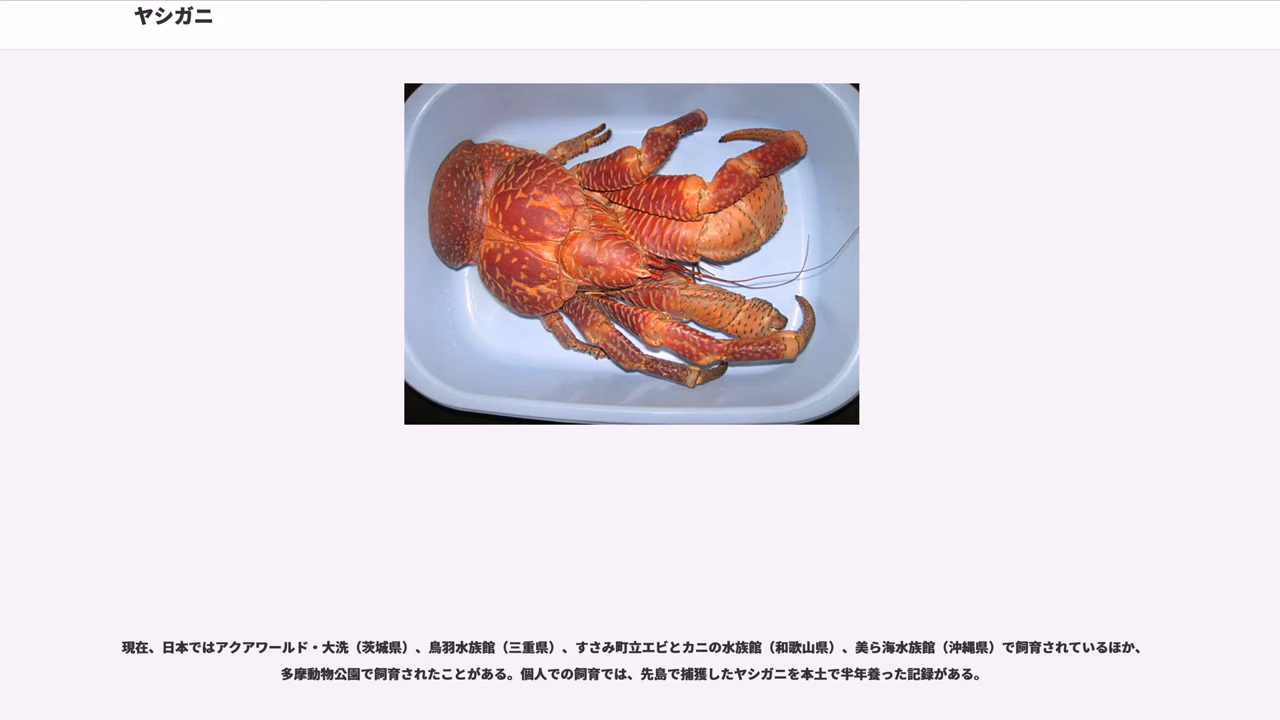 ヤシガニ
現在、日本ではアクアワールド・大洗（茨城県）、鳥羽水族館（三重県）、すさみ町立エビとカニの水族館（和歌山県）、美ら海水族館（沖縄県）で飼育されているほか、
多摩動物公園で飼育されたことがある。個人での飼育では、先島で捕獲したヤシガニを本土で半年養った記録がある。